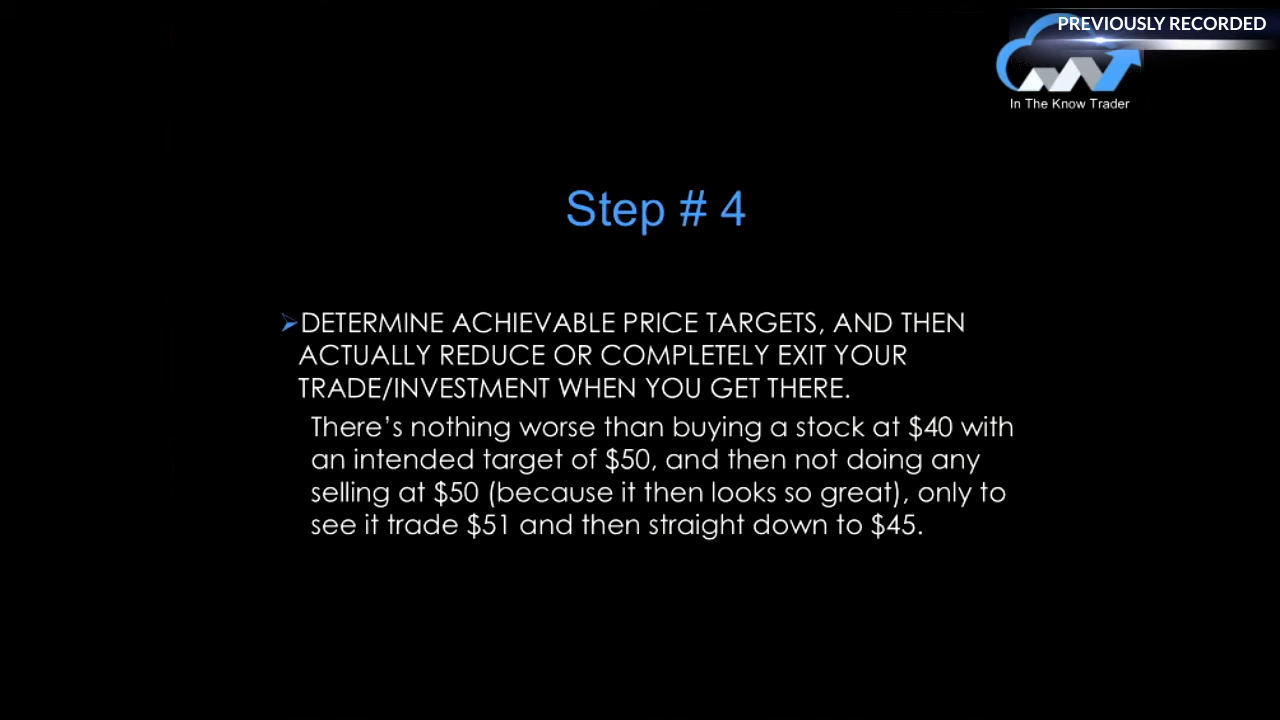 PREVIOUSLY RECORDED
In The Know Trader
Step # 4
➢DETERMINE ACHIEVABLE PRICE TARGETS, AND THEN
ACTUALLY REDUCE OR COMPLETELY EXIT YOUR
TRADE/INVESTMENT WHEN YOU GET THERE.
There’s nothing worse than buying a stock at $40 with
an intended target of $50, and then not doing any
selling at $50 (because it then looks so great), only to
see it trade $51 and then straight down to $45.